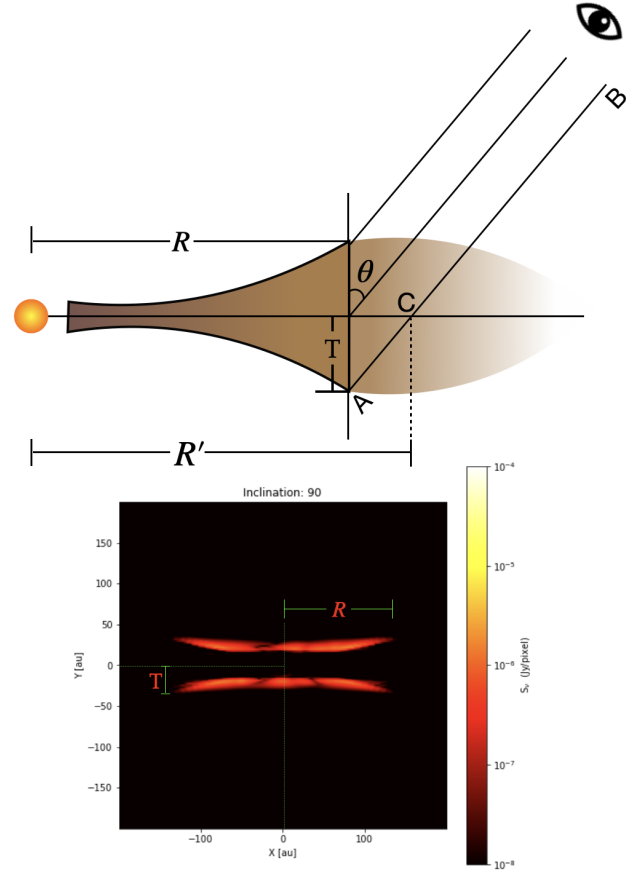 B
R
θ
C
T
A
R′
Inclination: 90
10⁻⁴
150
100
R
10⁻⁵
50
Y [au]
0
T
10⁻⁶
Sᵥ (Jy/pixel)
−50
−100
10⁻⁷
−150
10⁻⁸
−100
0
100
X [au]